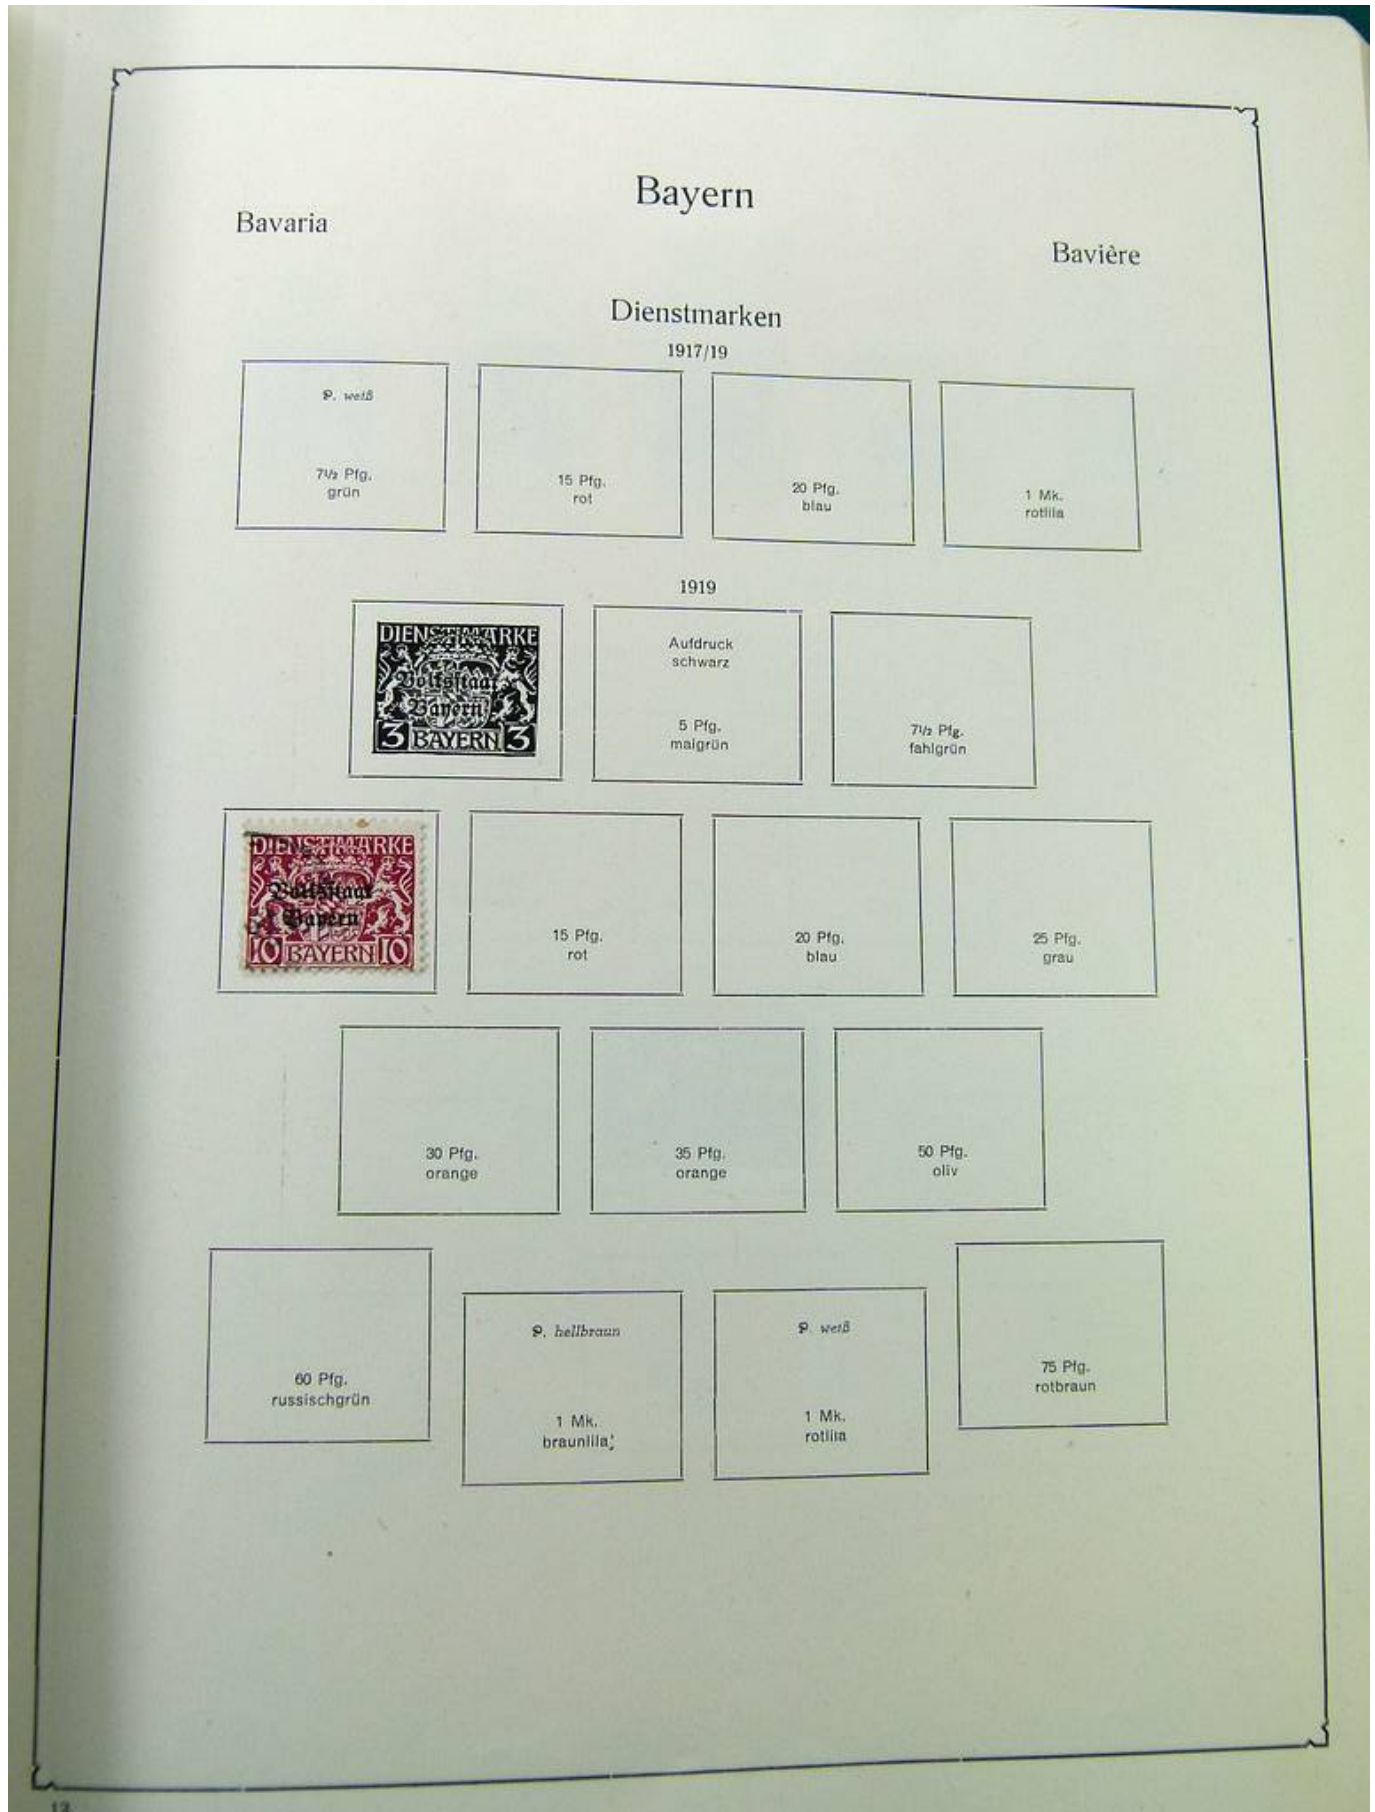 Bayern
Bavaria
Bavière
Dienstmarken
1917/19
P. weiß
7½ Pfg.
grün
15 Pfg.
rot
20 Pfg.
blau
1 Mk.
rotlila
1919
DIENSTMARKE
Volksstaat
Bayern
3 BAYERN 3
Aufdruck
schwarz
5 Pfg.
maigrün
7½ Pfg.
fahlgrün
DIENSTMARKE
Volksstaat
Bayern
10 BAYERN 10
15 Pfg.
rot
20 Pfg.
blau
25 Pfg.
grau
30 Pfg.
orange
35 Pfg.
orange
50 Pfg.
oliv
60 Pfg.
russischgrün
P. hellbraun
1 Mk.
braunlila
P. weiß
1 Mk.
rotlila
75 Pfg.
rotbraun